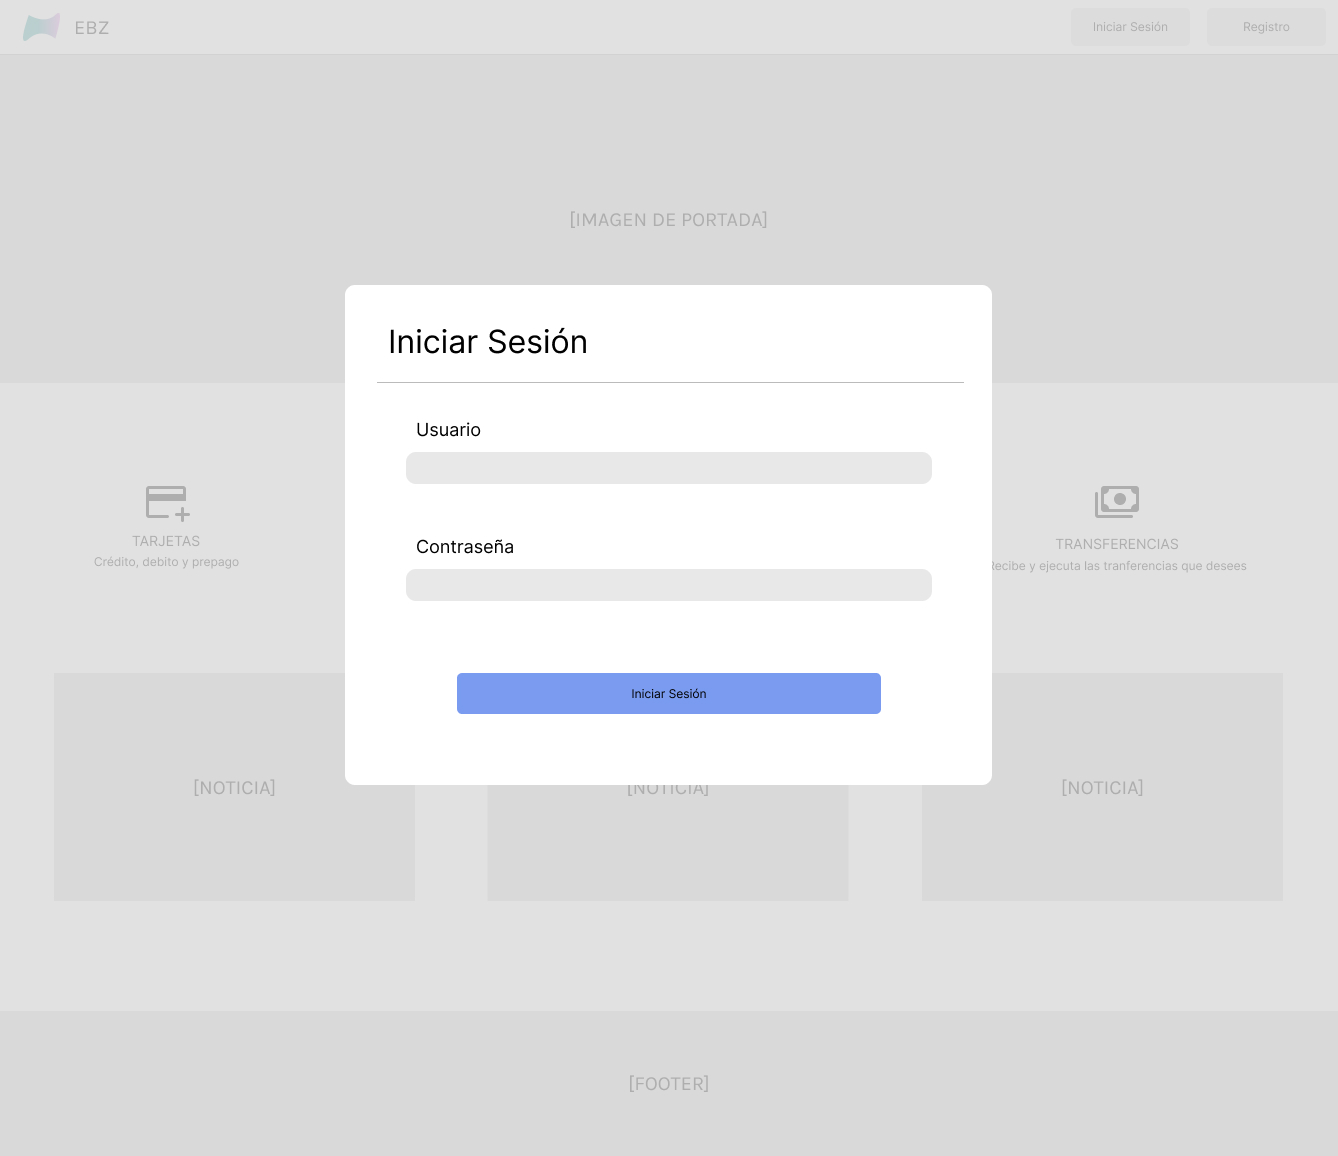 EBZ
Iniciar Sesión
Registro
[IMAGEN DE PORTADA]
Iniciar Sesión
Usuario
Contraseña
Iniciar Sesión
TARJETAS
Crédito, debito y prepago
TRANSFERENCIAS
Recibe y ejecuta las tranferencias que desees
[NOTICIA]
[NOTICIA]
[NOTICIA]
[FOOTER]